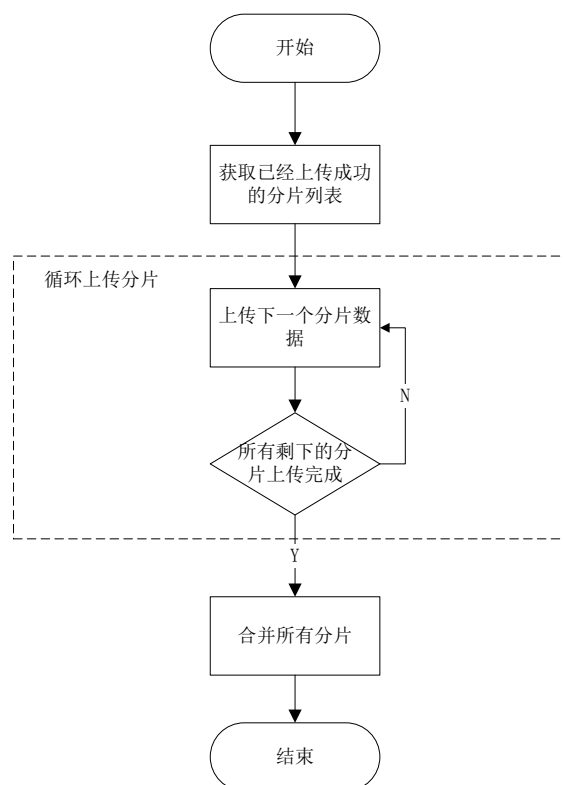 开始
获取已经上传成功
的分片列表
循环上传分片
上传下一个分片数
据
N
所有剩下的分
片上传完成
Y
合并所有分片
结束